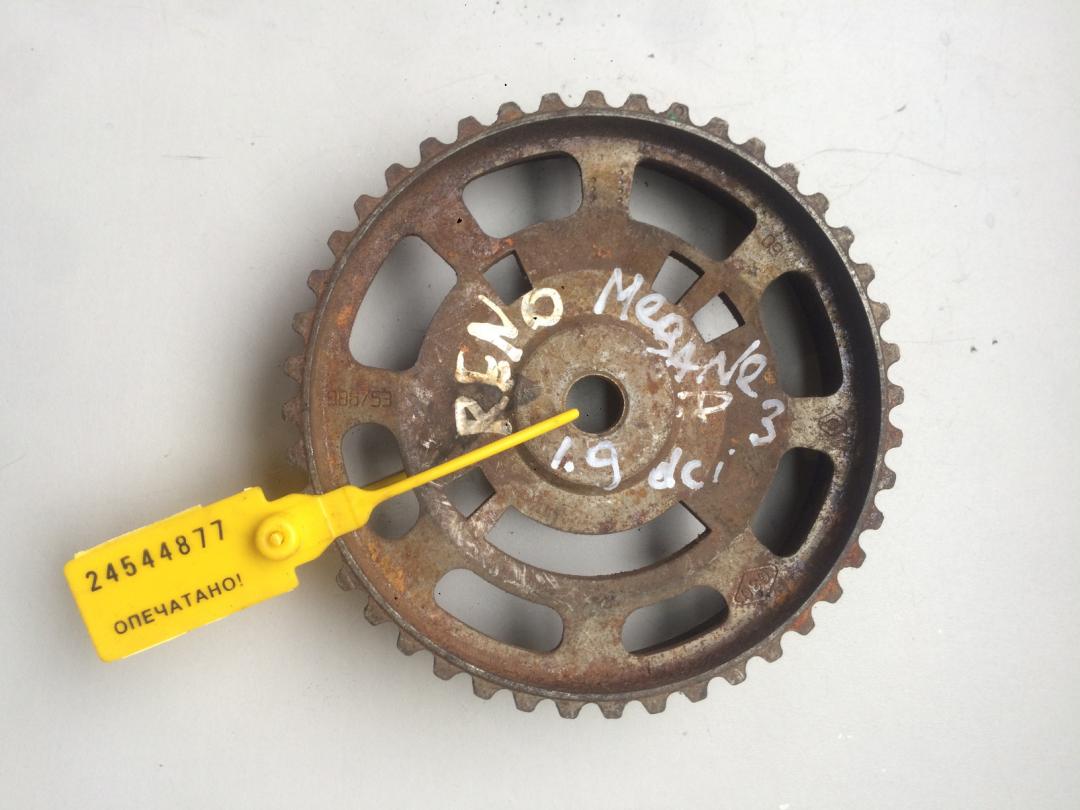 RENO
Megane
3
1.9 dci
24544877
ОПЕЧАТАНО!